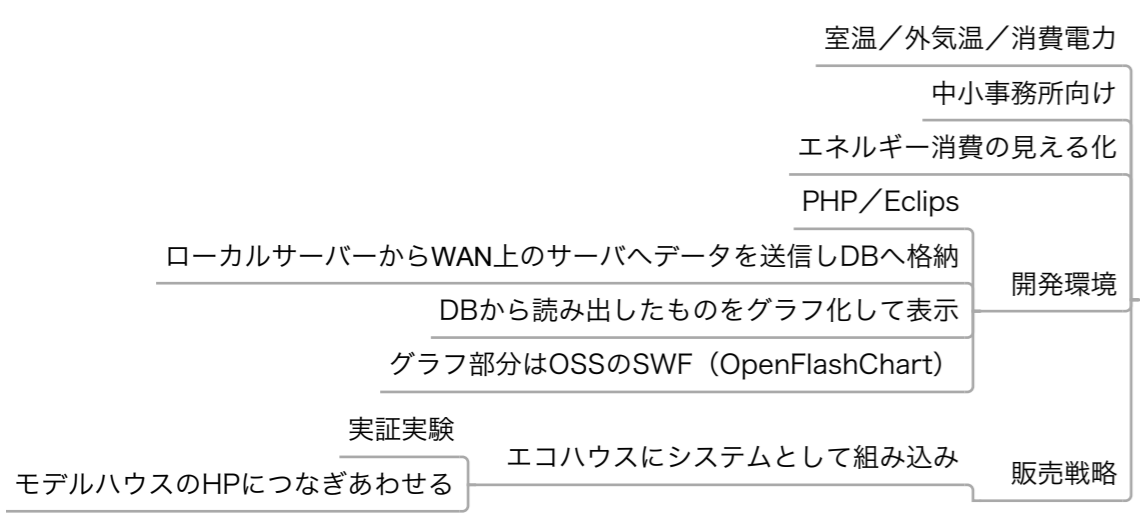 室温／外気温／消費電力
中小事務所向け
エネルギー消費の見える化
PHP／Eclips
ローカルサーバーからWAN上のサーバへデータを送信しDBへ格納
DBから読み出したものをグラフ化して表示
グラフ部分はOSSのSWF（OpenFlashChart）
開発環境
実証実験
モデルハウスのHPにつなぎあわせる
エコハウスにシステムとして組み込み
販売戦略